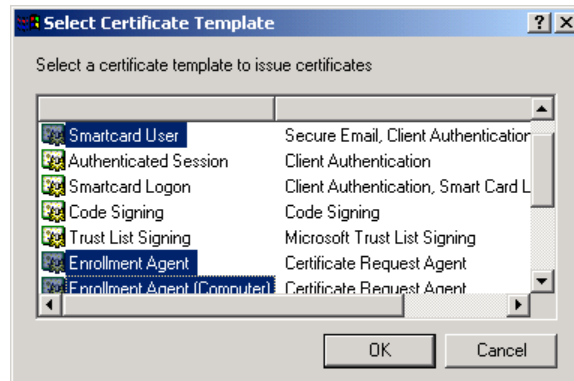 Select Certificate Template
Select a certificate template to issue certificates
Smartcard User Secure Email, Client Authentication
Authenticated Session Client Authentication
Smartcard Logon Client Authentication, Smart Card L
Code Signing Code Signing
Trust List Signing Microsoft Trust List Signing
Enrollment Agent Certificate Request Agent
Enrollment Agent (Computer) Certificate Request Agent
OK Cancel